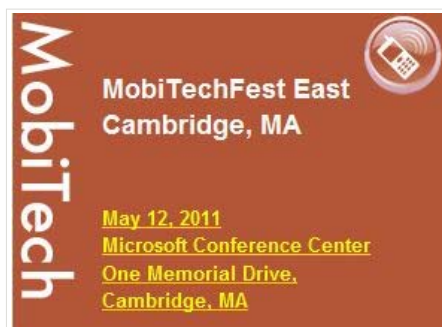 MobiTech
MobiTechFest East
Cambridge, MA
May 12, 2011
Microsoft Conference Center
One Memorial Drive,
Cambridge, MA